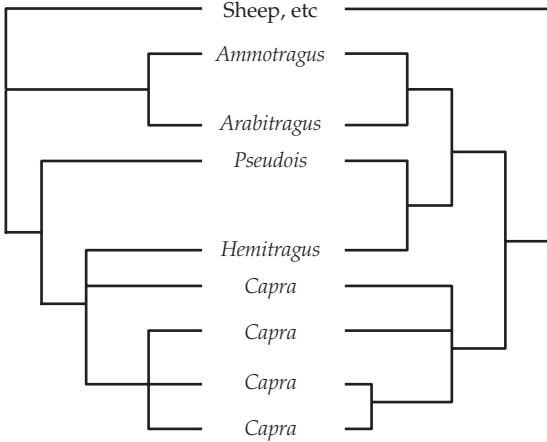 Sheep, etc
Ammotragus
Arabitragus
Pseudois
Hemitragus
Capra
Capra
Capra
Capra